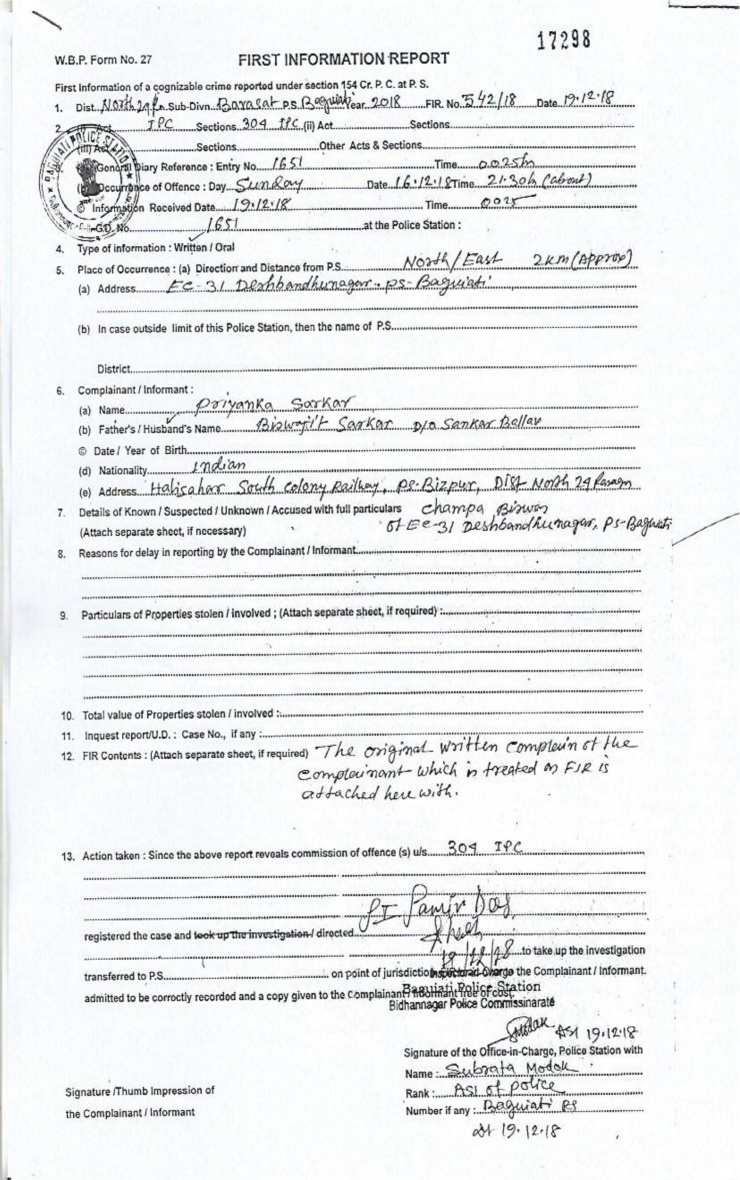 17298
W.B.P. Form No. 27
FIRST INFORMATION REPORT
First Information of a cognizable crime reported under section 154 Cr. P. C. at P. S.
1. Dist. North 24 Sub-Divn. Barasat P.S. Baguiati Year 2018 FIR. No. 542/18 Date 19.12.18
2. IPC Sections 304 IPC (ii) Act Sections
(iii) Act Sections Other Acts & Sections
General Diary Reference : Entry No. 1651 Time 0025h
Occurrence of Offence : Day Sunday Date 16.12.18 Time 21:30h (about)
© Information Received Date 19.12.18 Time 0025
G.D. No. 1651 at the Police Station :
4. Type of information : Written / Oral
5. Place of Occurrence : (a) Direction and Distance from P.S. North/East 2 km (Approx)
(a) Address EC-31 Deshbandhunagar, PS- Baguiati
(b) In case outside limit of this Police Station, then the name of P.S.
District
6. Complainant / Informant :
(a) Name Priyanka Sarkar
(b) Father's / Husband's Name Biswajit Sarkar D/o Sankar Bollav
© Date / Year of Birth
(d) Nationality Indian
(e) Address Halisahar South Colony Railway, PS-Bizpur, Dist North 24
7. Details of Known / Suspected / Unknown / Accused with full particulars Champa Biswas
(Attach separate sheet, if necessary) of EC-31 Deshbandhunagar, PS-Baguiati
8. Reasons for delay in reporting by the Complainant / Informant
9. Particulars of Properties stolen / involved ; (Attach separate sheet, if required) :
10. Total value of Properties stolen / involved :
11. Inquest report/U.D. : Case No., if any :
12. FIR Contents : (Attach separate sheet, if required) The original written complain of the
complainant which is treated as FIR is
attached here with.
13. Action taken : Since the above report reveals commission of offence (s) u/s 304 IPC
PI Samir Das
registered the case and took up the investigation / directed
19/12/18 to take up the investigation
transferred to P.S. on point of jurisdiction the Complainant / Informant.
Inspector-in-Charge
admitted to be correctly recorded and a copy given to the Complainant / Informant free of cost.
Baguiati Police Station
Bidhannagar Police Commissinarate
ASI 19.12.18
Signature of the Office-in-Charge, Police Station with
Name : Subrata Modok
Signature /Thumb Impression of
Rank : ASI of police
the Complainant / Informant
Number if any : Baguiati PS
dt 19.12.18